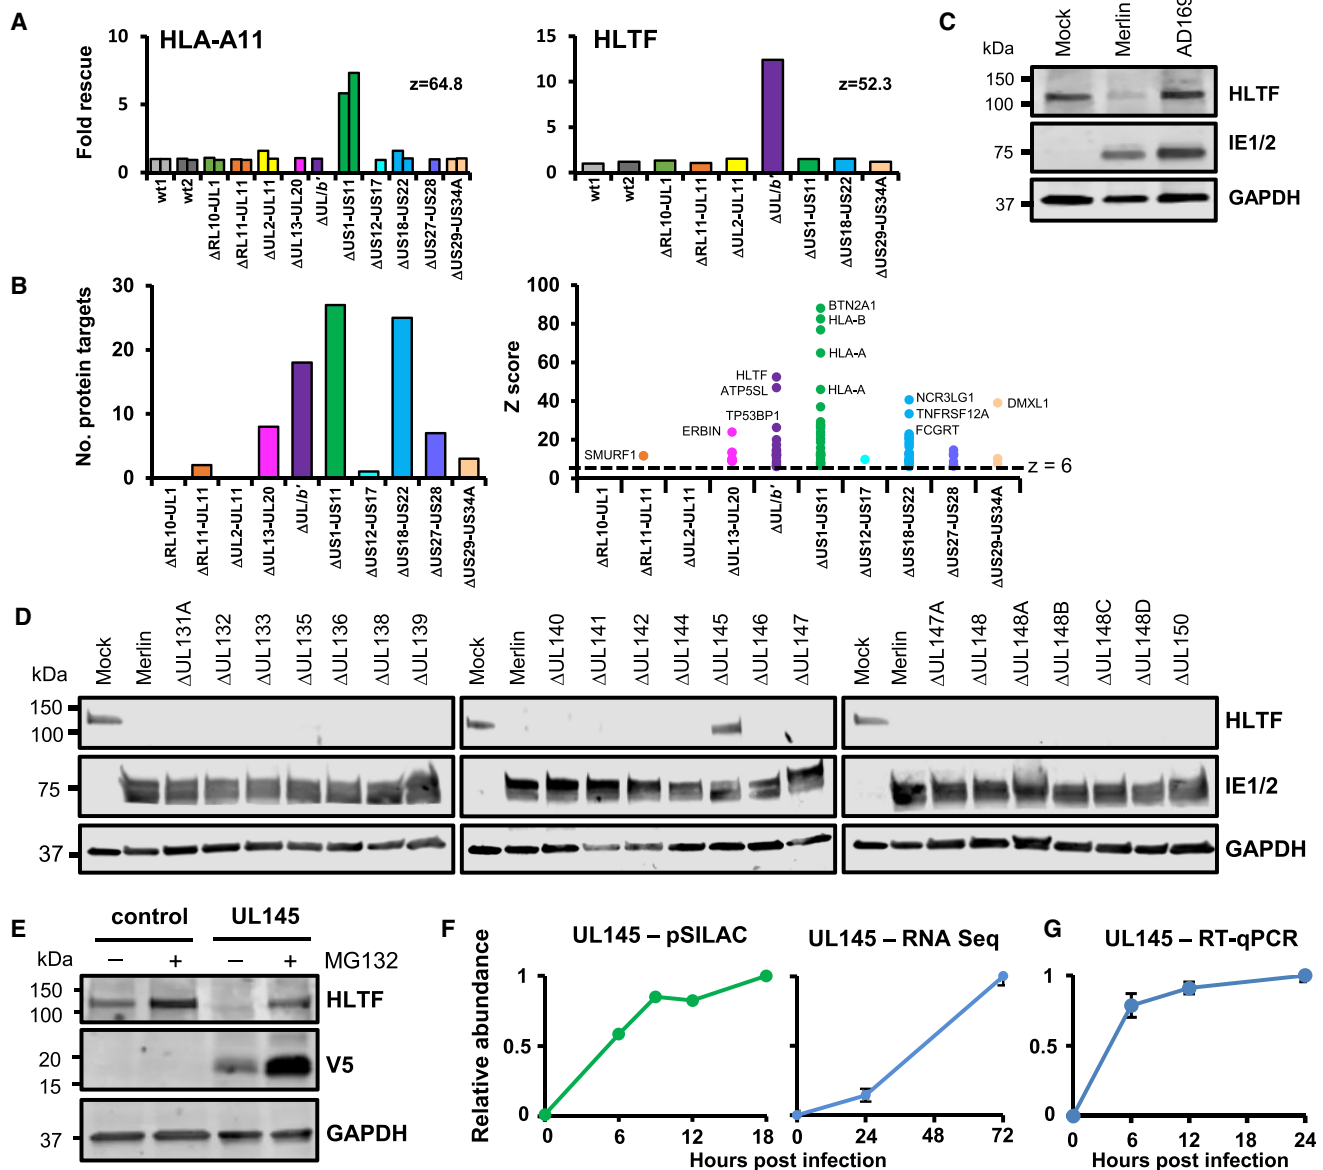 A
HLA-A11
Fold rescue
10
5
0
z=64.8
wt1
wt2
ΔRL10-UL1
ΔRL11-UL11
ΔUL2-UL11
ΔUL13-UL20
ΔUL/b'
ΔUS1-US11
ΔUS12-US17
ΔUS18-US22
ΔUS27-US28
ΔUS29-US34A
HLTF
15
10
5
0
z=52.3
wt1
wt2
ΔRL10-UL1
ΔRL11-UL11
ΔUL2-UL11
ΔUL/b'
ΔUS1-US11
ΔUS18-US22
ΔUS29-US34A
C
kDa
Mock
Merlin
AD169
150
100
HLTF
75
IE1/2
37
GAPDH
B
No. protein targets
30
20
10
0
ΔRL10-UL1
ΔRL11-UL11
ΔUL2-UL11
ΔUL13-UL20
ΔUL/b'
ΔUS1-US11
ΔUS12-US17
ΔUS18-US22
ΔUS27-US28
ΔUS29-US34A
Z score
100
80
60
40
20
0
SMURF1
ERBIN
HLTF
ATP5SL
TP53BP1
BTN2A1
HLA-B
HLA-A
HLA-A
NCR3LG1
TNFRSF12A
FCGRT
DMXL1
z = 6
ΔRL10-UL1
ΔRL11-UL11
ΔUL2-UL11
ΔUL13-UL20
ΔUL/b'
ΔUS1-US11
ΔUS12-US17
ΔUS18-US22
ΔUS27-US28
ΔUS29-US34A
D
kDa
Mock
Merlin
ΔUL131A
ΔUL132
ΔUL133
ΔUL135
ΔUL136
ΔUL138
ΔUL139
Mock
Merlin
ΔUL140
ΔUL141
ΔUL142
ΔUL144
ΔUL145
ΔUL146
ΔUL147
Mock
Merlin
ΔUL147A
ΔUL148
ΔUL148A
ΔUL148B
ΔUL148C
ΔUL148D
ΔUL150
150
100
HLTF
75
IE1/2
37
GAPDH
E
control
UL145
kDa
– + – + MG132
150
100
HLTF
20
15
V5
37
GAPDH
F
UL145 – pSILAC
Relative abundance
1
0.5
0
0 6 12 18
UL145 – RNA Seq
1
0.5
0
0 24 48 72
Hours post infection
G
UL145 – RT-qPCR
1
0.5
0
0 6 12 18 24
Hours post infection